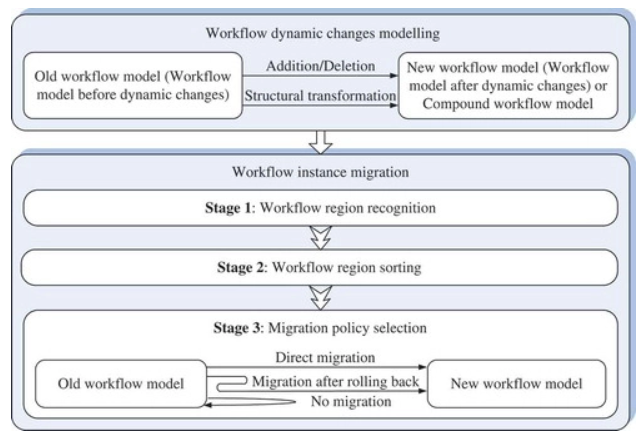 Workflow dynamic changes modelling
Old workflow model (Workflow
model before dynamic changes)
Addition/Deletion
Structural transformation
New workflow model (Workflow
model after dynamic changes) or
Compound workflow model
Workflow instance migration
Stage 1: Workflow region recognition
Stage 2: Workflow region sorting
Stage 3: Migration policy selection
Old workflow model
Direct migration
Migration after rolling back
No migration
New workflow model